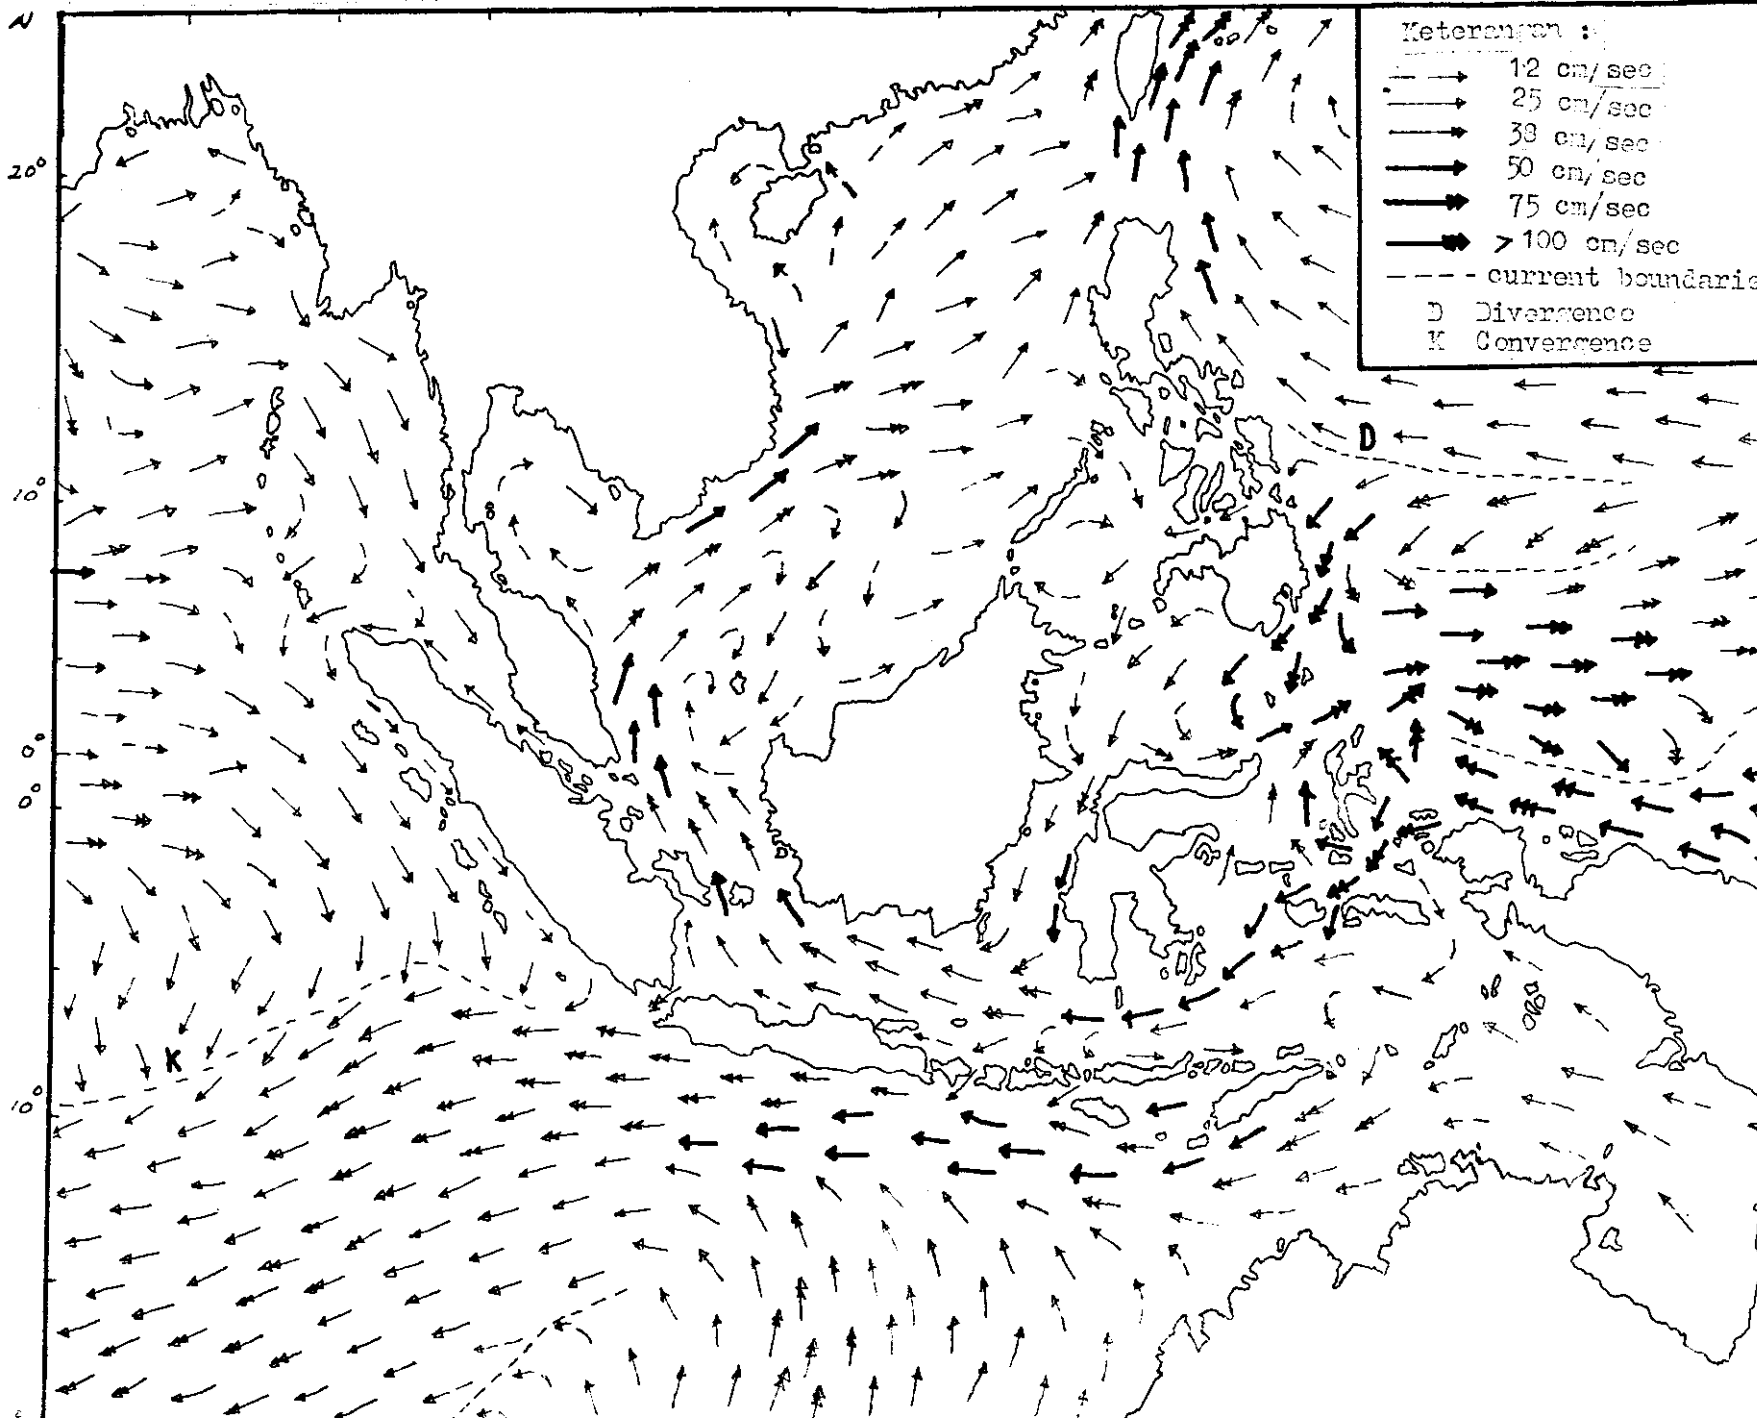 N
Keterangan :
12 cm/sec
25 cm/sec
38 cm/sec
50 cm/sec
75 cm/sec
> 100 cm/sec
current boundarie
D Divergence
K Convergence
20°
D
10°
0°
0°
K
10°